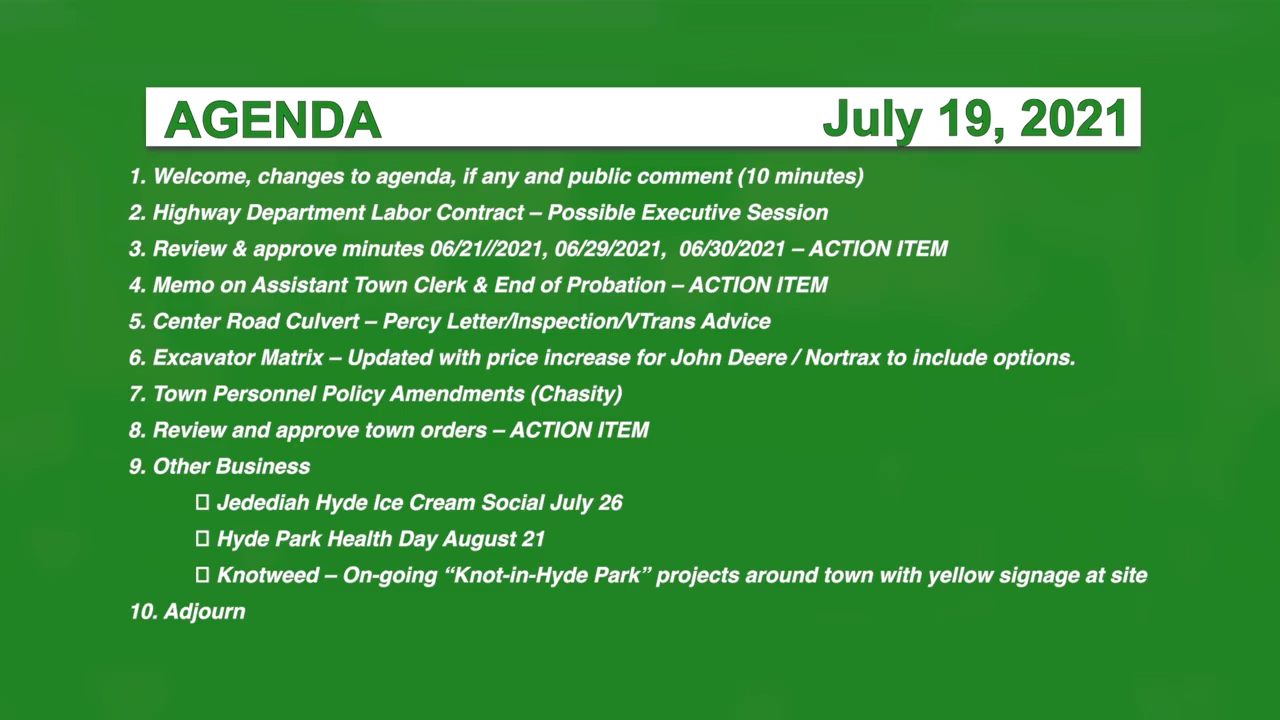 AGENDA July 19, 2021
1. Welcome, changes to agenda, if any and public comment (10 minutes)
2. Highway Department Labor Contract – Possible Executive Session
3. Review & approve minutes 06/21//2021, 06/29/2021,  06/30/2021 – ACTION ITEM
4. Memo on Assistant Town Clerk & End of Probation – ACTION ITEM
5. Center Road Culvert – Percy Letter/Inspection/VTrans Advice
6. Excavator Matrix – Updated with price increase for John Deere / Nortrax to include options.
7. Town Personnel Policy Amendments (Chasity)
8. Review and approve town orders – ACTION ITEM
9. Other Business
▯ Jedediah Hyde Ice Cream Social July 26
▯ Hyde Park Health Day August 21
▯ Knotweed – On-going “Knot-in-Hyde Park” projects around town with yellow signage at site
10. Adjourn